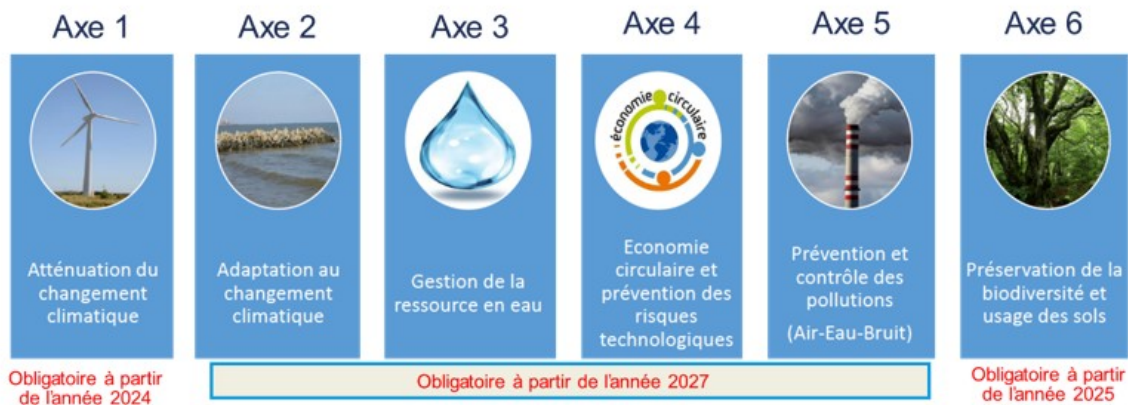 Axe 1
Axe 2
Axe 3
Axe 4
Axe 5
Axe 6
économie circulaire
Atténuation du
changement
climatique
Adaptation au
changement
climatique
Gestion de la
ressource en eau
Economie
circulaire et
prévention des
risques
technologiques
Prévention et
contrôle des
pollutions
(Air-Eau-Bruit)
Préservation de la
biodiversité et
usage des sols
Obligatoire à partir
de l'année 2024
Obligatoire à partir de l'année 2027
Obligatoire à partir
de l'année 2025